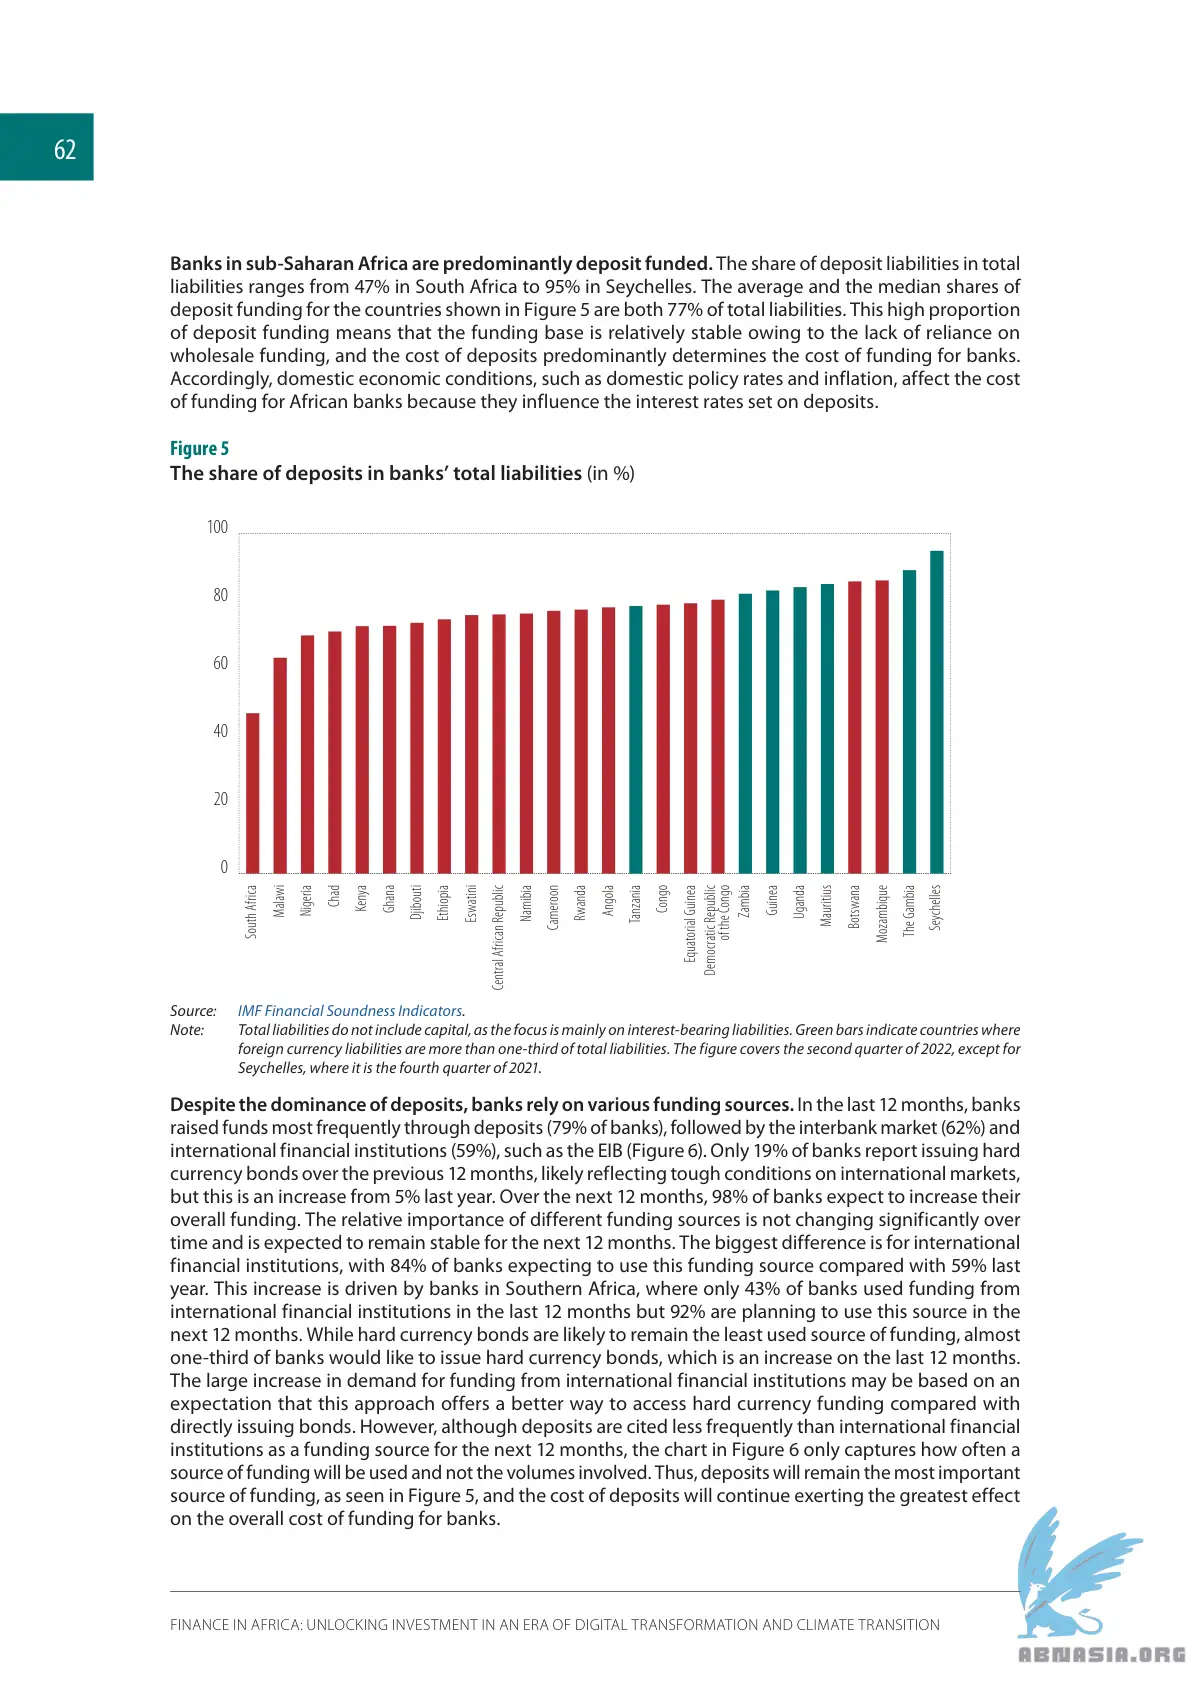 62
Banks in sub-Saharan Africa are predominantly deposit funded. The share of deposit liabilities in total
liabilities ranges from 47% in South Africa to 95% in Seychelles. The average and the median shares of
deposit funding for the countries shown in Figure 5 are both 77% of total liabilities. This high proportion
of deposit funding means that the funding base is relatively stable owing to the lack of reliance on
wholesale funding, and the cost of deposits predominantly determines the cost of funding for banks.
Accordingly, domestic economic conditions, such as domestic policy rates and inflation, affect the cost
of funding for African banks because they influence the interest rates set on deposits.
Figure 5
The share of deposits in banks’ total liabilities (in %)
100
80
60
40
20
0
South Africa
Malawi
Nigeria
Chad
Kenya
Ghana
Djibouti
Ethiopia
Eswatini
Central African Republic
Namibia
Cameroon
Rwanda
Angola
Tanzania
Congo
Equatorial Guinea
Democratic Republic
of the Congo
Zambia
Guinea
Uganda
Mauritius
Botswana
Mozambique
The Gambia
Seychelles
Source: IMF Financial Soundness Indicators.
Note: Total liabilities do not include capital, as the focus is mainly on interest-bearing liabilities. Green bars indicate countries where
foreign currency liabilities are more than one-third of total liabilities. The figure covers the second quarter of 2022, except for
Seychelles, where it is the fourth quarter of 2021.
Despite the dominance of deposits, banks rely on various funding sources. In the last 12 months, banks
raised funds most frequently through deposits (79% of banks), followed by the interbank market (62%) and
international financial institutions (59%), such as the EIB (Figure 6). Only 19% of banks report issuing hard
currency bonds over the previous 12 months, likely reflecting tough conditions on international markets,
but this is an increase from 5% last year. Over the next 12 months, 98% of banks expect to increase their
overall funding. The relative importance of different funding sources is not changing significantly over
time and is expected to remain stable for the next 12 months. The biggest difference is for international
financial institutions, with 84% of banks expecting to use this funding source compared with 59% last
year. This increase is driven by banks in Southern Africa, where only 43% of banks used funding from
international financial institutions in the last 12 months but 92% are planning to use this source in the
next 12 months. While hard currency bonds are likely to remain the least used source of funding, almost
one-third of banks would like to issue hard currency bonds, which is an increase on the last 12 months.
The large increase in demand for funding from international financial institutions may be based on an
expectation that this approach offers a better way to access hard currency funding compared with
directly issuing bonds. However, although deposits are cited less frequently than international financial
institutions as a funding source for the next 12 months, the chart in Figure 6 only captures how often a
source of funding will be used and not the volumes involved. Thus, deposits will remain the most important
source of funding, as seen in Figure 5, and the cost of deposits will continue exerting the greatest effect
on the overall cost of funding for banks.
FINANCE IN AFRICA: UNLOCKING INVESTMENT IN AN ERA OF DIGITAL TRANSFORMATION AND CLIMATE TRANSITION
ABNASIA.ORG